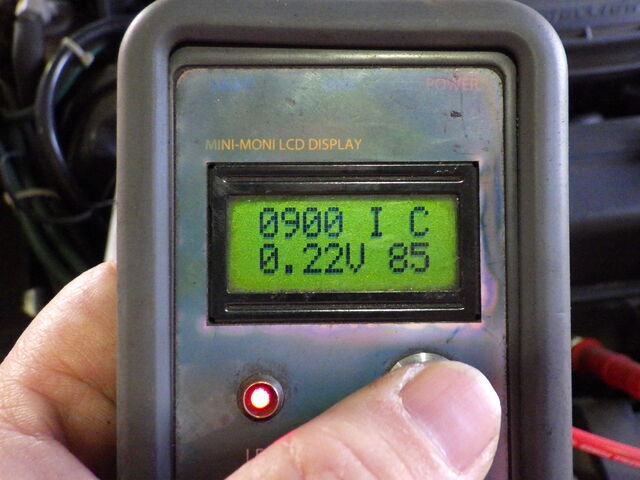 POWER
MINI-MONI LCD DISPLAY
0900 I C
0.22V 85